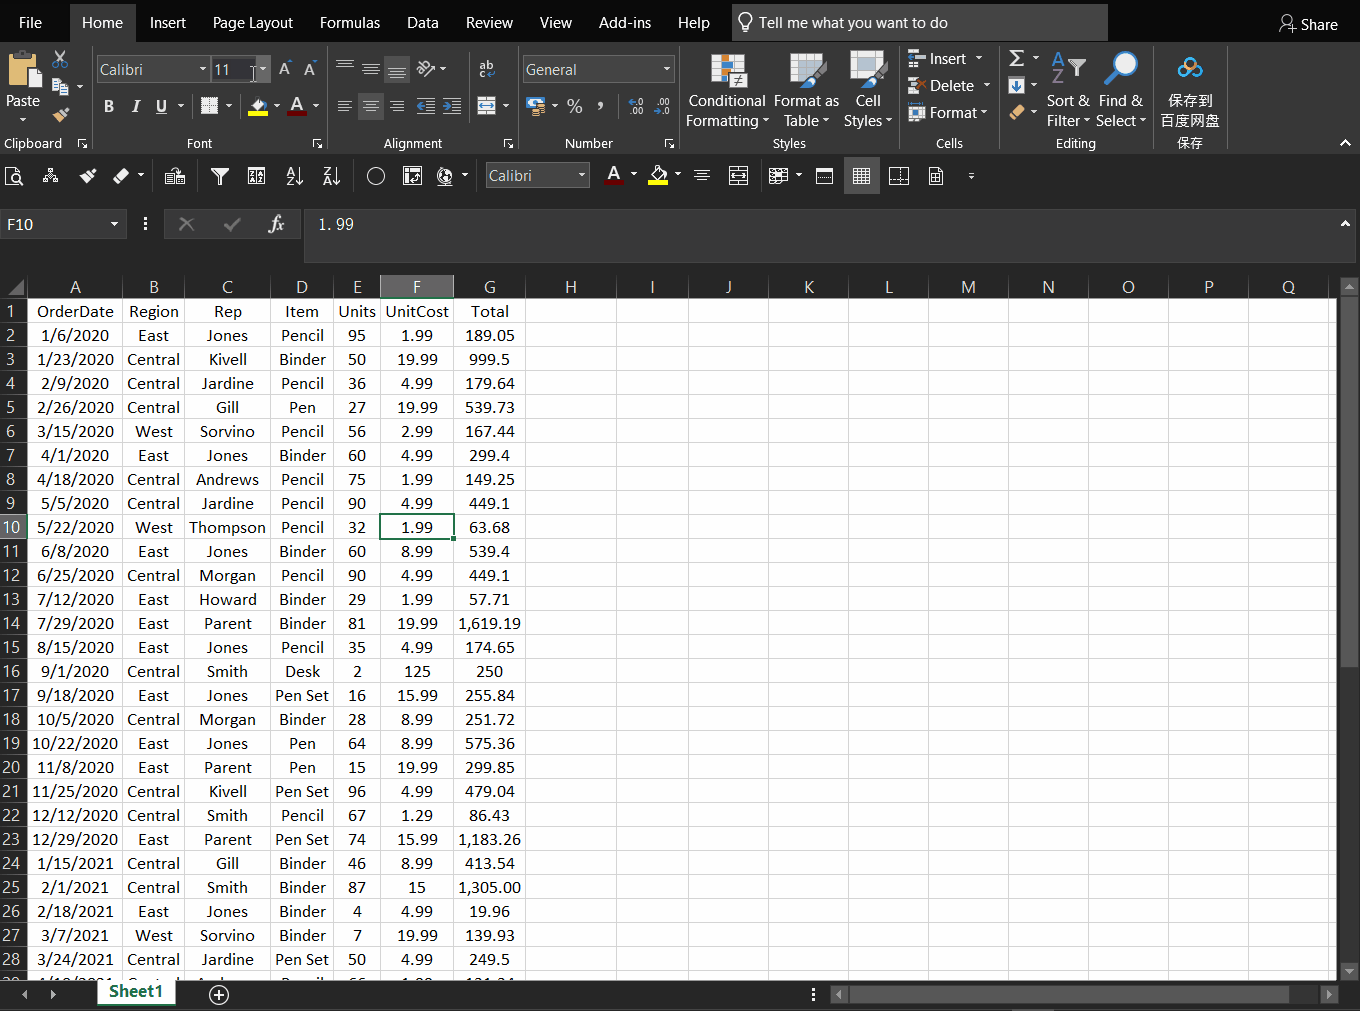 File Home Insert Page Layout Formulas Data Review View Add-ins Help Tell me what you want to do Share
Calibri 11 General Insert
Delete
Format
Paste Conditional Formatting Format as Table Cell Styles Sort & Filter Find & Select 保存到 百度网盘
Clipboard Font Alignment Number Styles Cells Editing 保存
Calibri
F10 fx 1.99
A B C D E F G H I J K L M N O P Q
1 OrderDate Region Rep Item Units UnitCost Total
2 1/6/2020 East Jones Pencil 95 1.99 189.05
3 1/23/2020 Central Kivell Binder 50 19.99 999.5
4 2/9/2020 Central Jardine Pencil 36 4.99 179.64
5 2/26/2020 Central Gill Pen 27 19.99 539.73
6 3/15/2020 West Sorvino Pencil 56 2.99 167.44
7 4/1/2020 East Jones Binder 60 4.99 299.4
8 4/18/2020 Central Andrews Pencil 75 1.99 149.25
9 5/5/2020 Central Jardine Pencil 90 4.99 449.1
10 5/22/2020 West Thompson Pencil 32 1.99 63.68
11 6/8/2020 East Jones Binder 60 8.99 539.4
12 6/25/2020 Central Morgan Pencil 90 4.99 449.1
13 7/12/2020 East Howard Binder 29 1.99 57.71
14 7/29/2020 East Parent Binder 81 19.99 1,619.19
15 8/15/2020 East Jones Pencil 35 4.99 174.65
16 9/1/2020 Central Smith Desk 2 125 250
17 9/18/2020 East Jones Pen Set 16 15.99 255.84
18 10/5/2020 Central Morgan Binder 28 8.99 251.72
19 10/22/2020 East Jones Pen 64 8.99 575.36
20 11/8/2020 East Parent Pen 15 19.99 299.85
21 11/25/2020 Central Kivell Pen Set 96 4.99 479.04
22 12/12/2020 Central Smith Pencil 67 1.29 86.43
23 12/29/2020 East Parent Pen Set 74 15.99 1,183.26
24 1/15/2021 Central Gill Binder 46 8.99 413.54
25 2/1/2021 Central Smith Binder 87 15 1,305.00
26 2/18/2021 East Jones Binder 4 4.99 19.96
27 3/7/2021 West Sorvino Binder 7 19.99 139.93
28 3/24/2021 Central Jardine Pen Set 50 4.99 249.5
Sheet1